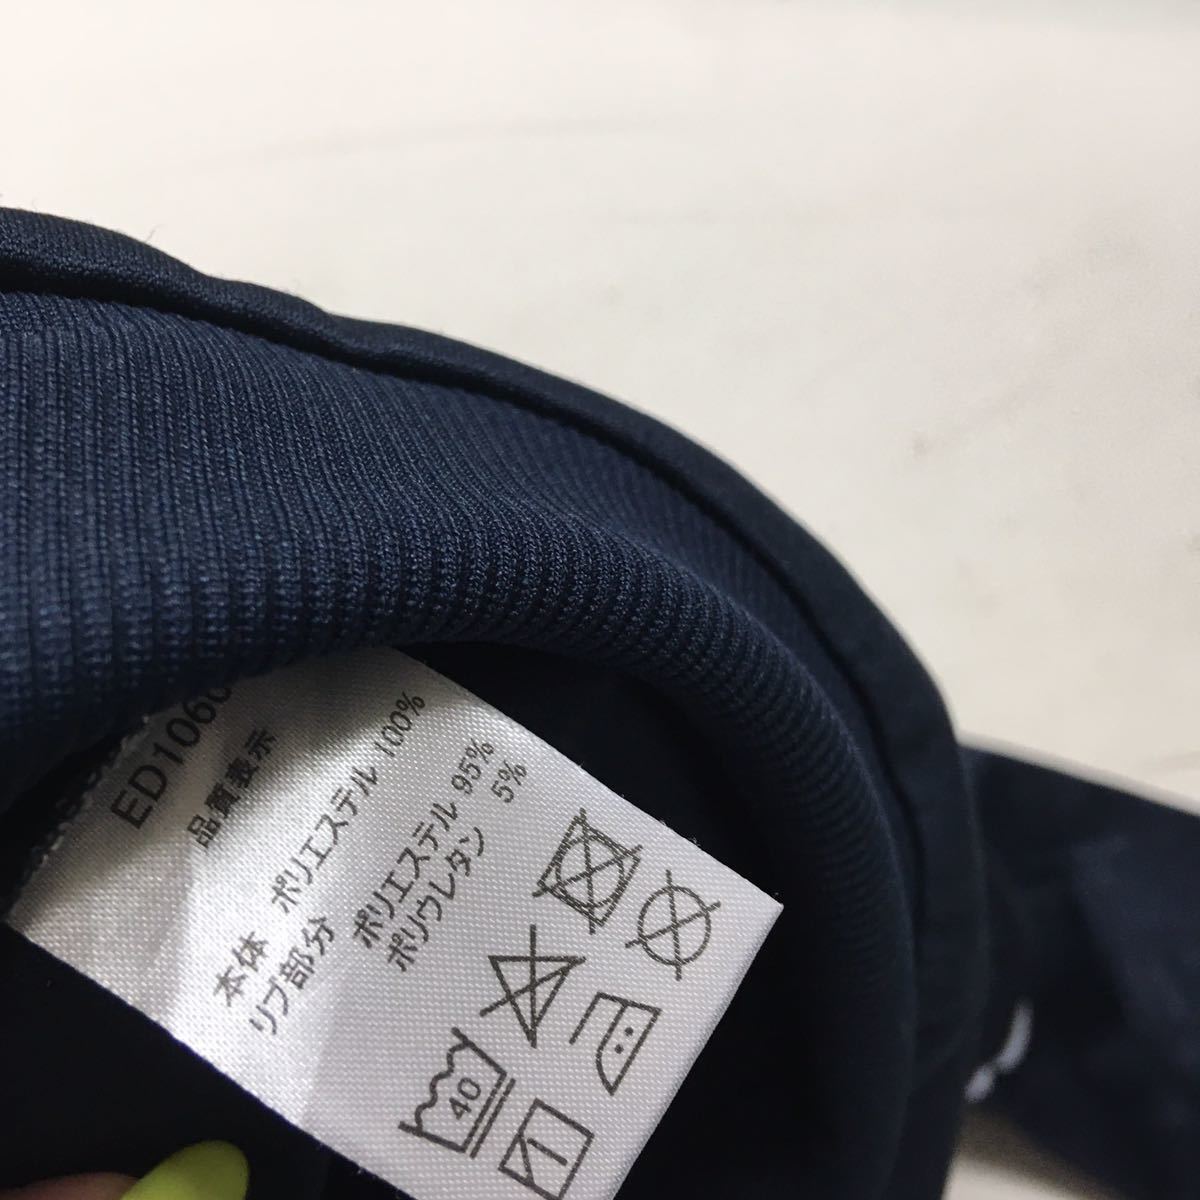 品質表示
本体 ポリエステル 100%
リブ部分
ポリエステル 95%
ポリウレタン 5%
40